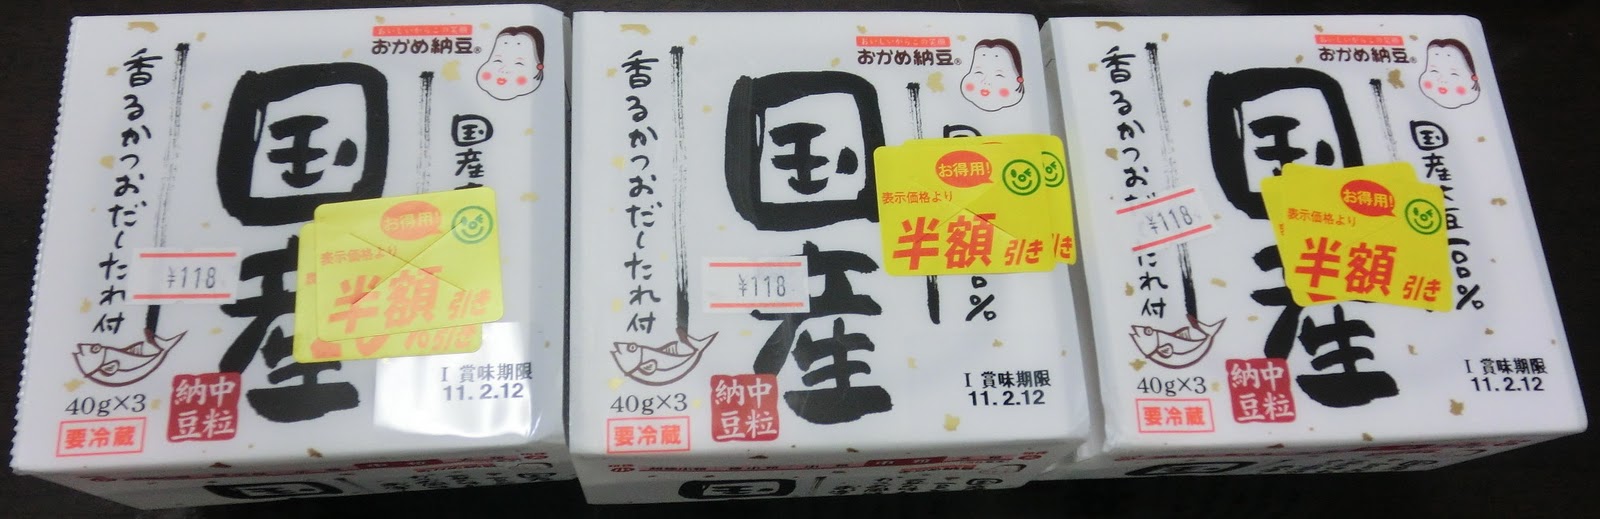 おいしいからこの笑顔
おかめ納豆®
国産
国産大
香るかつおだしたれ付
¥118
お得用!
表示価格より
半額引き
%引き
I 賞味期限
11.2.12
40g×3
中粒
納豆
要冷蔵
おいしいからこの笑顔
おかめ納豆®
国産
国
%
香るかつおだしたれ付
¥118
お得用!
表示価格より
半額引き
き
I 賞味期限
11.2.12
40g×3
中粒
納豆
要冷蔵
国
おいしいからこの笑顔
おかめ納豆®
国産
国産大豆100%
香るかつお
たれ付
¥118
お得用!
表示価格より
半額引き
I 賞味期限
11.2.12
40g×3
中粒
納豆
要冷蔵
国